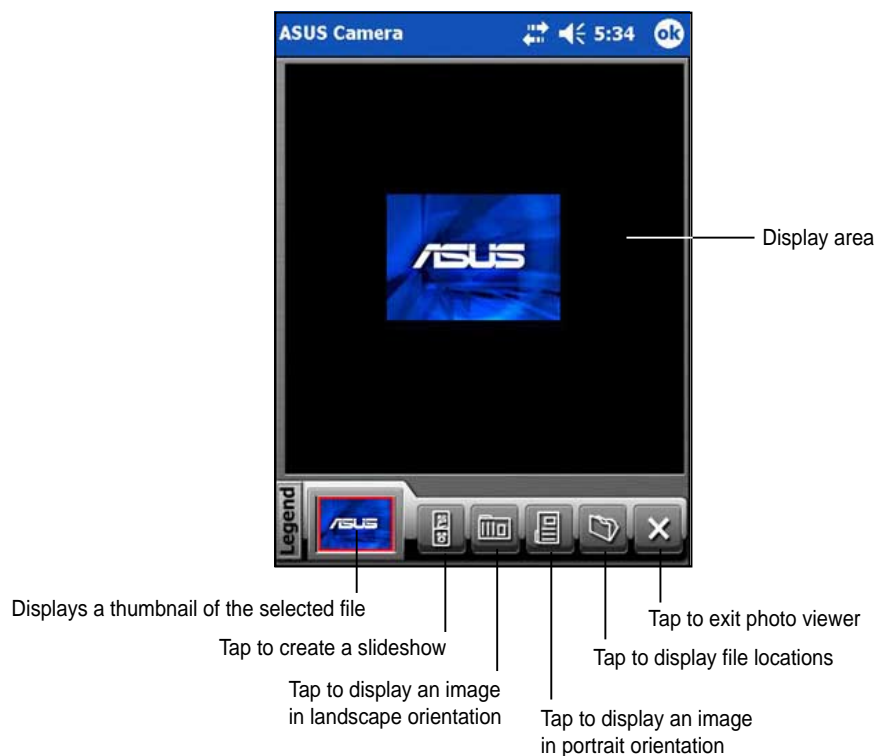 ASUS Camera 5:34 ok
ASUS
Display area
Legend
ASUS
Displays a thumbnail of the selected file
Tap to exit photo viewer
Tap to create a slideshow
Tap to display file locations
Tap to display an image
in landscape orientation
Tap to display an image
in portrait orientation